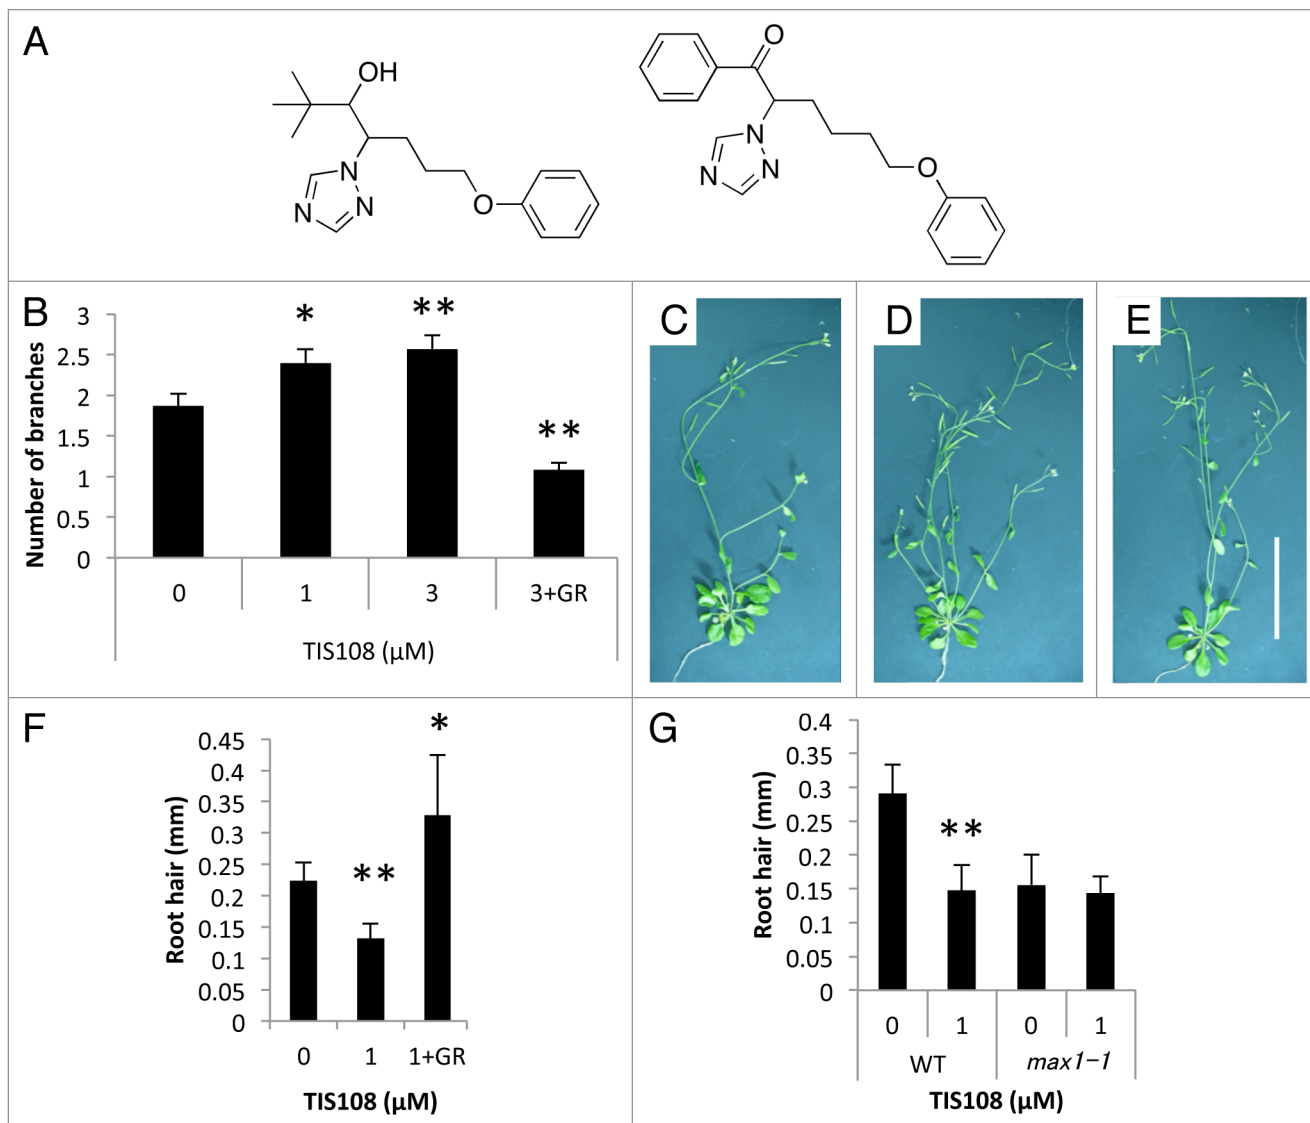 A
OH
N
N
N
O
O
N
N
N
O
B
3
2.5
2
1.5
1
0.5
0
Number of branches
* ** **
0 1 3 3+GR
TIS108 (μM)
C
D
E
F
0.45
0.4
0.35
0.3
0.25
0.2
0.15
0.1
0.05
0
Root hair (mm)
** *
0 1 1+GR
TIS108 (μM)
G
0.4
0.35
0.3
0.25
0.2
0.15
0.1
0.05
0
Root hair (mm)
**
0 1 0 1
WT max1-1
TIS108 (μM)